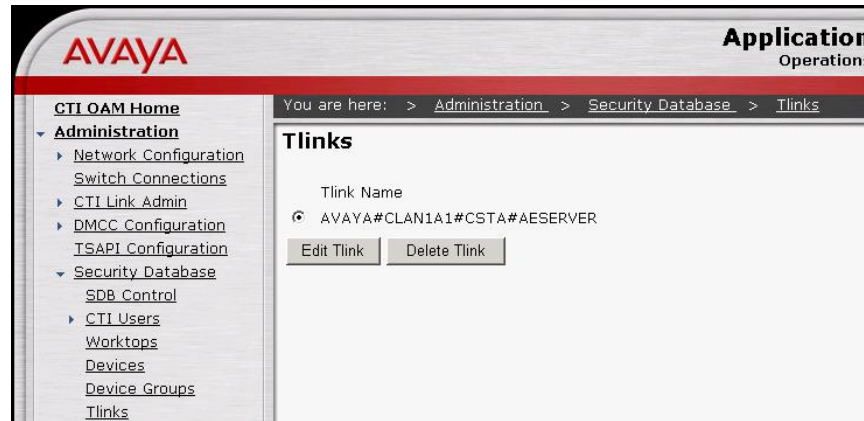 AVAYA
Application
Operations
CTI OAM Home
Administration
Network Configuration
Switch Connections
CTI Link Admin
DMCC Configuration
TSAPI Configuration
Security Database
SDB Control
CTI Users
Worktops
Devices
Device Groups
Tlinks
You are here: > Administration > Security Database > Tlinks
Tlinks
Tlink Name
AVAYA#CLAN1A1#CSTA#AESERVER
Edit Tlink Delete Tlink